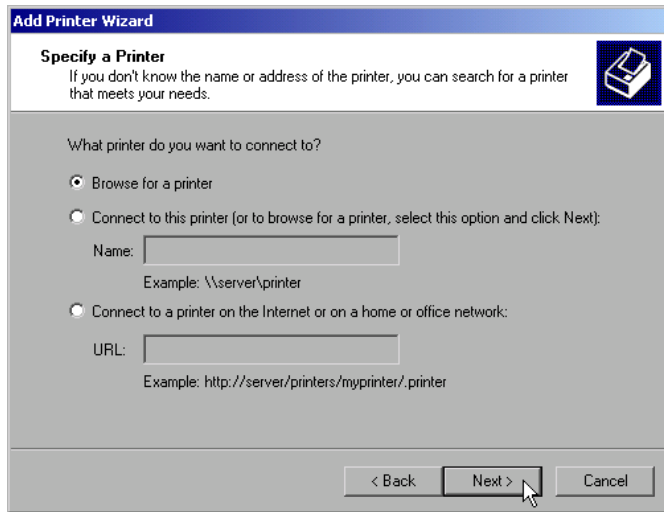 Add Printer Wizard
Specify a Printer
If you don't know the name or address of the printer, you can search for a printer
that meets your needs.
What printer do you want to connect to?
Browse for a printer
Connect to this printer (or to browse for a printer, select this option and click Next):
Name:
Example: \\server\printer
Connect to a printer on the Internet or on a home or office network:
URL:
Example: http://server/printers/myprinter/.printer
< Back Next > Cancel